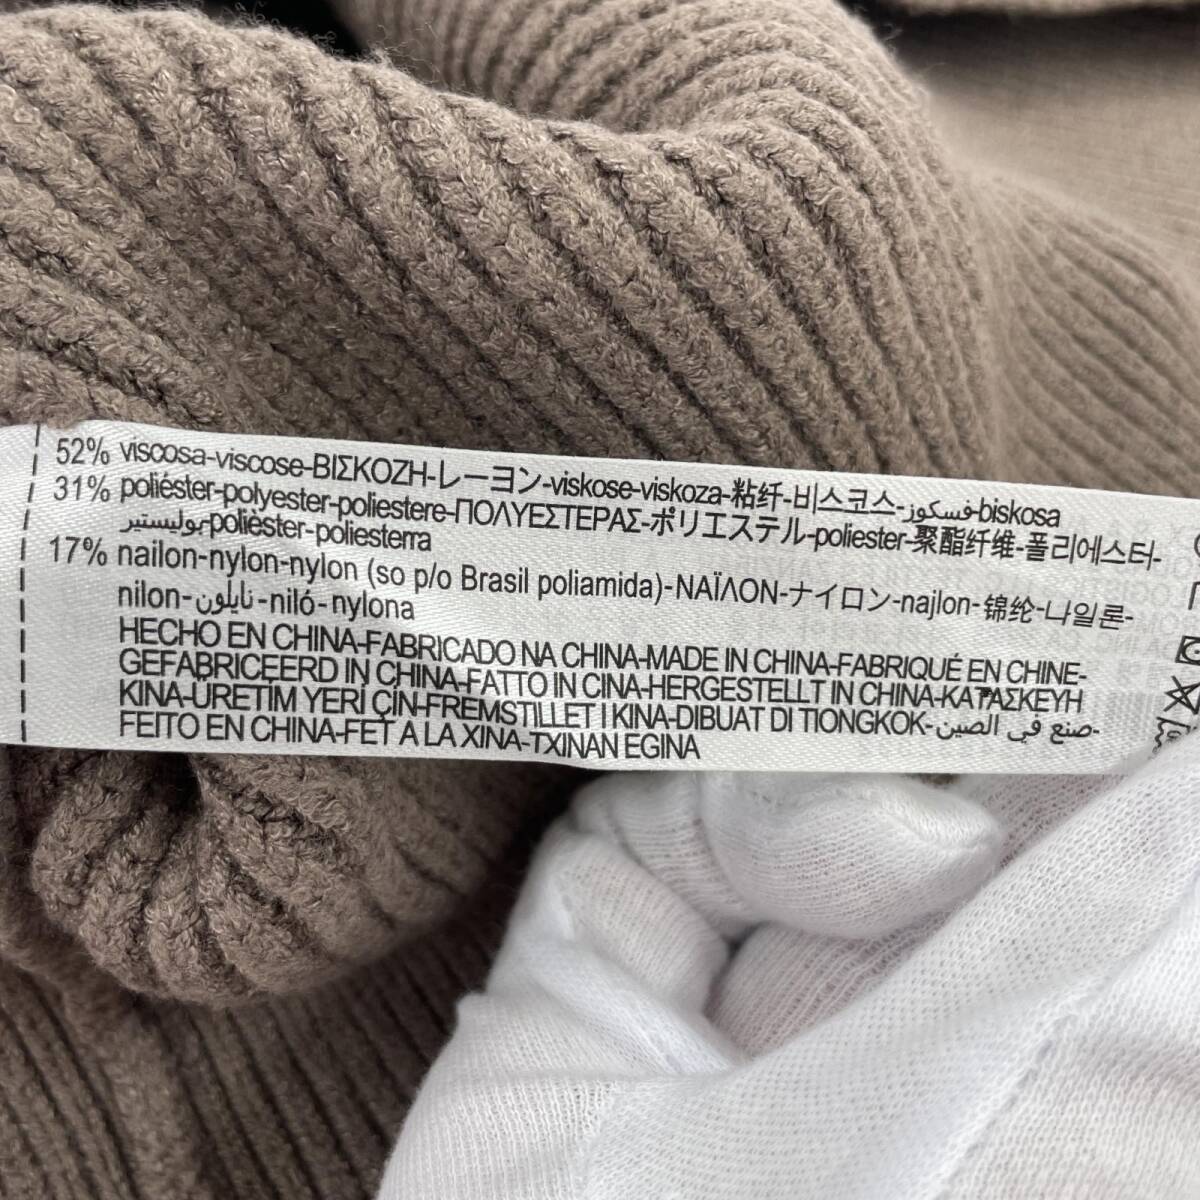 52% viscosa-viscose-ΒΙΣΚΟΖΗ-レーヨン-viskose-viskoza-粘纤-비스코스-فسكوز-biskosa
31% poliéster-polyester-poliestere-ΠΟΛΥΕΣΤΕΡΑΣ-ポリエステル-poliester-聚酯纤维-폴리에스터-
بوليستير-polièster-poliesterra
17% nailon-nylon-nylon (so p/o Brasil poliamida)-ΝΑΪΛΟΝ-ナイロン-najlon-锦纶-나일론-
nilon-نايلون-niló-nylona
HECHO EN CHINA-FABRICADO NA CHINA-MADE IN CHINA-FABRIQUÉ EN CHINE-
GEFABRICEERD IN CHINA-FATTO IN CINA-HERGESTELLT IN CHINA-ΚΑΤΑΣΚΕΥΗ
KINA-ÜRETIM YERİ ÇİN-FREMSTILLET I KINA-DIBUAT DI TIONGKOK-صنع في الصين-
FEITO EN CHINA-FET A LA XINA-TXINAN EGINA